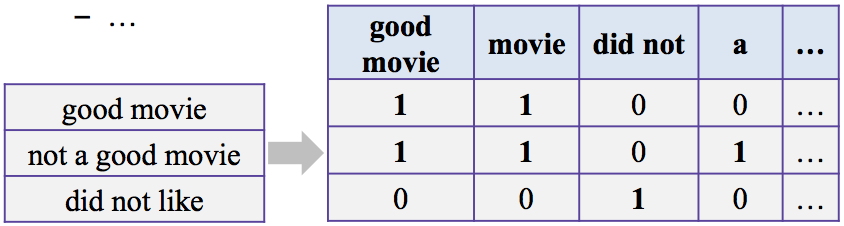 – …
good movie
not a good movie
did not like
good movie | movie | did not | a | …
1 | 1 | 0 | 0 | …
1 | 1 | 0 | 1 | …
0 | 0 | 1 | 0 | …